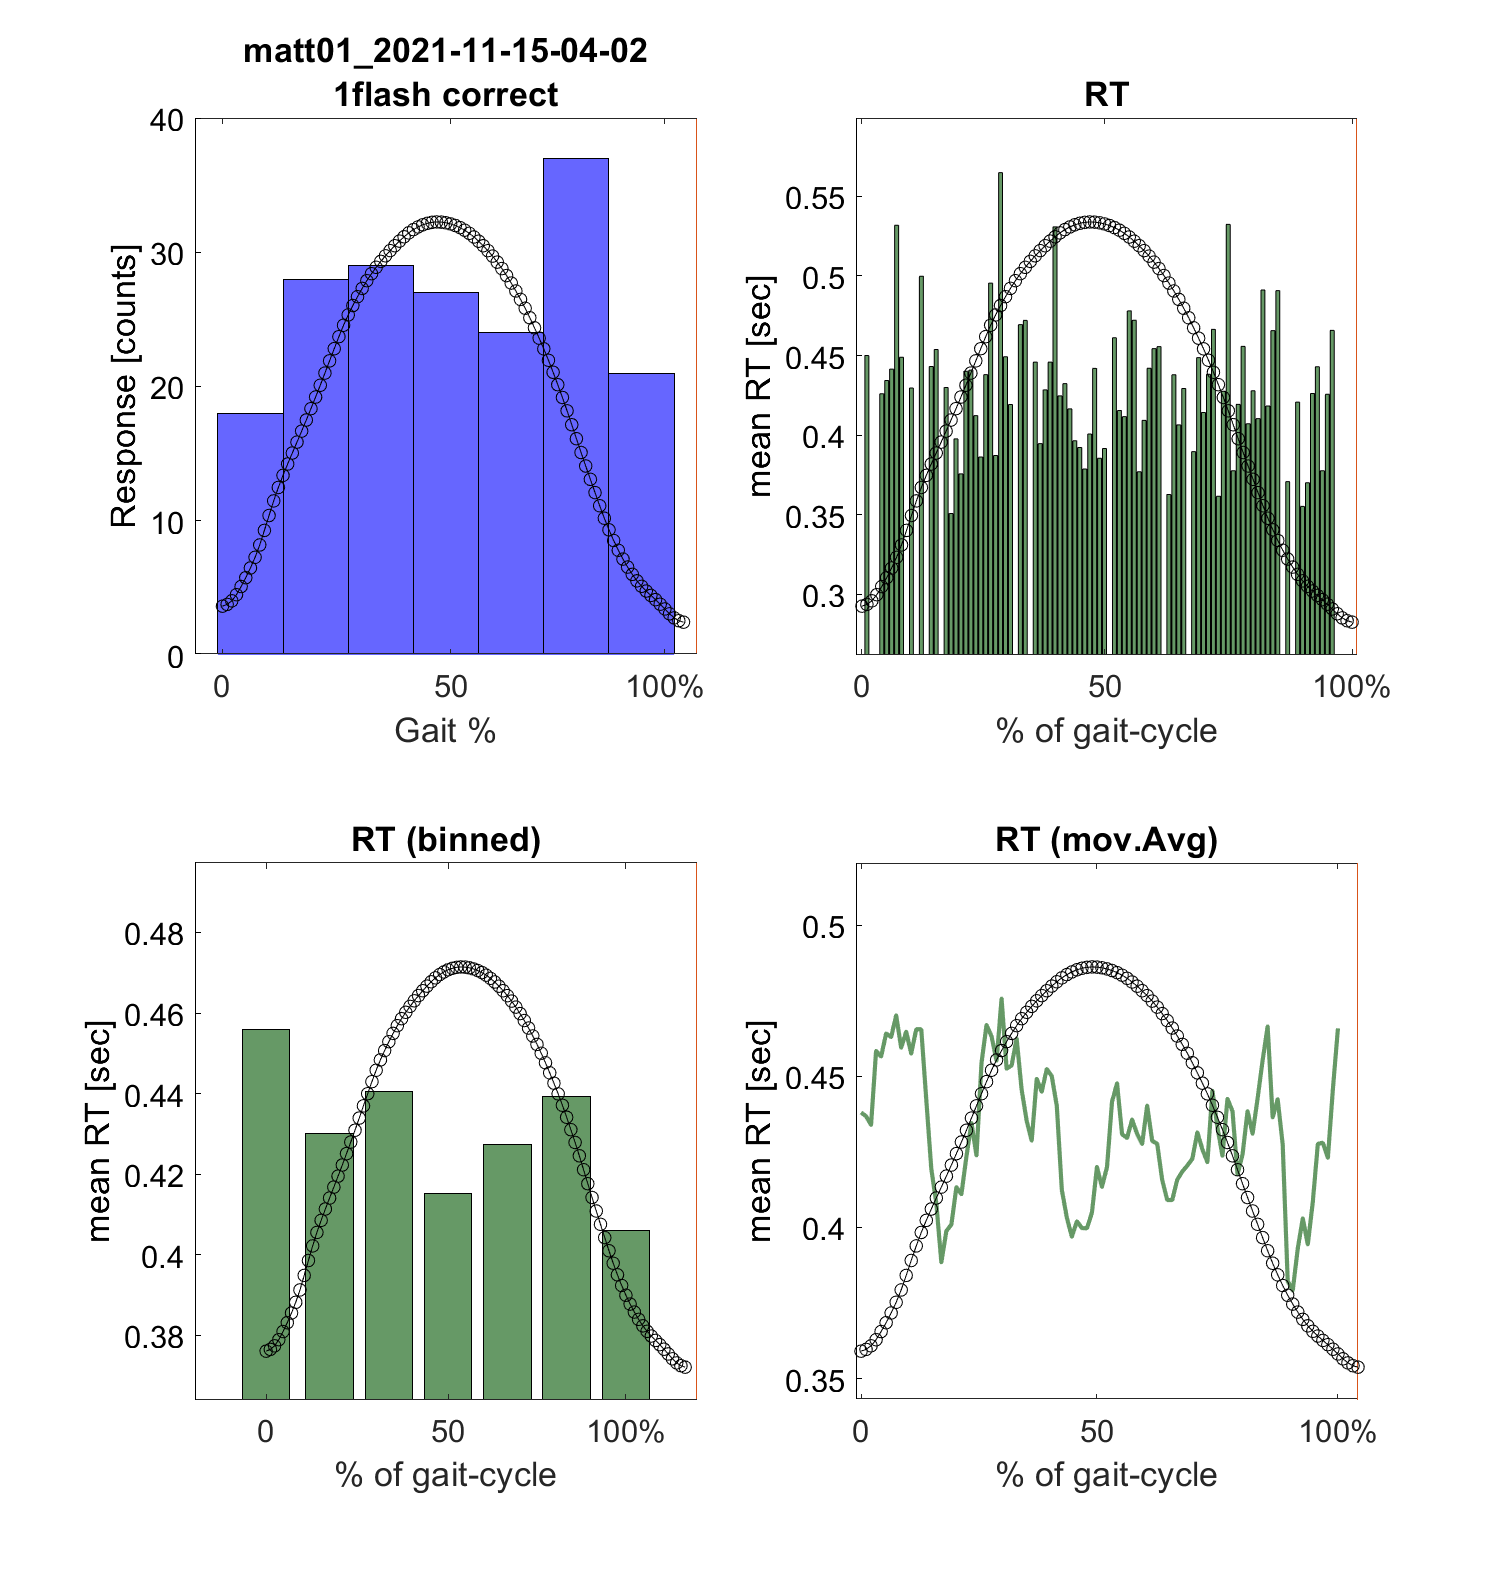 matt01_2021-11-15-04-02
1flash correct
40
30
20
10
0
Response [counts]
0 50 100%
Gait %
RT
0.55
0.5
0.45
0.4
0.35
0.3
mean RT [sec]
0 50 100%
% of gait-cycle
RT (binned)
0.48
0.46
0.44
0.42
0.4
0.38
mean RT [sec]
0 50 100%
% of gait-cycle
RT (mov.Avg)
0.5
0.45
0.4
0.35
mean RT [sec]
0 50 100%
% of gait-cycle